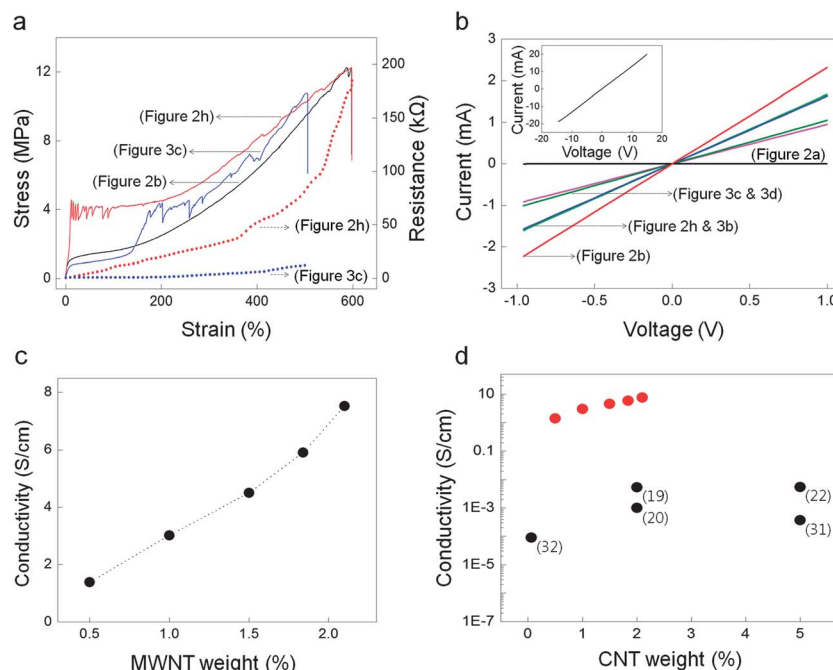 a
Stress (MPa)
12
8
4
0
200
150
100
50
0
Resistance (kΩ)
(Figure 2h)
(Figure 3c)
(Figure 2b)
(Figure 2h)
(Figure 3c)
0
200
400
600
Strain (%)
b
Current (mA)
3
2
1
0
-1
-2
-3
Current (mA)
20
10
0
-10
-20
-15
0
15
Voltage (V)
(Figure 2a)
(Figure 3c & 3d)
(Figure 2h & 3b)
(Figure 2b)
-1.0
-0.5
0.0
0.5
1.0
Voltage (V)
c
Conductivity (S/cm)
8
6
4
2
0
0.5
1.0
1.5
2.0
MWNT weight (%)
d
Conductivity (S/cm)
10
0.1
1E-3
1E-5
1E-7
(19)
(20)
(22)
(31)
(32)
0
1
2
3
4
5
CNT weight (%)